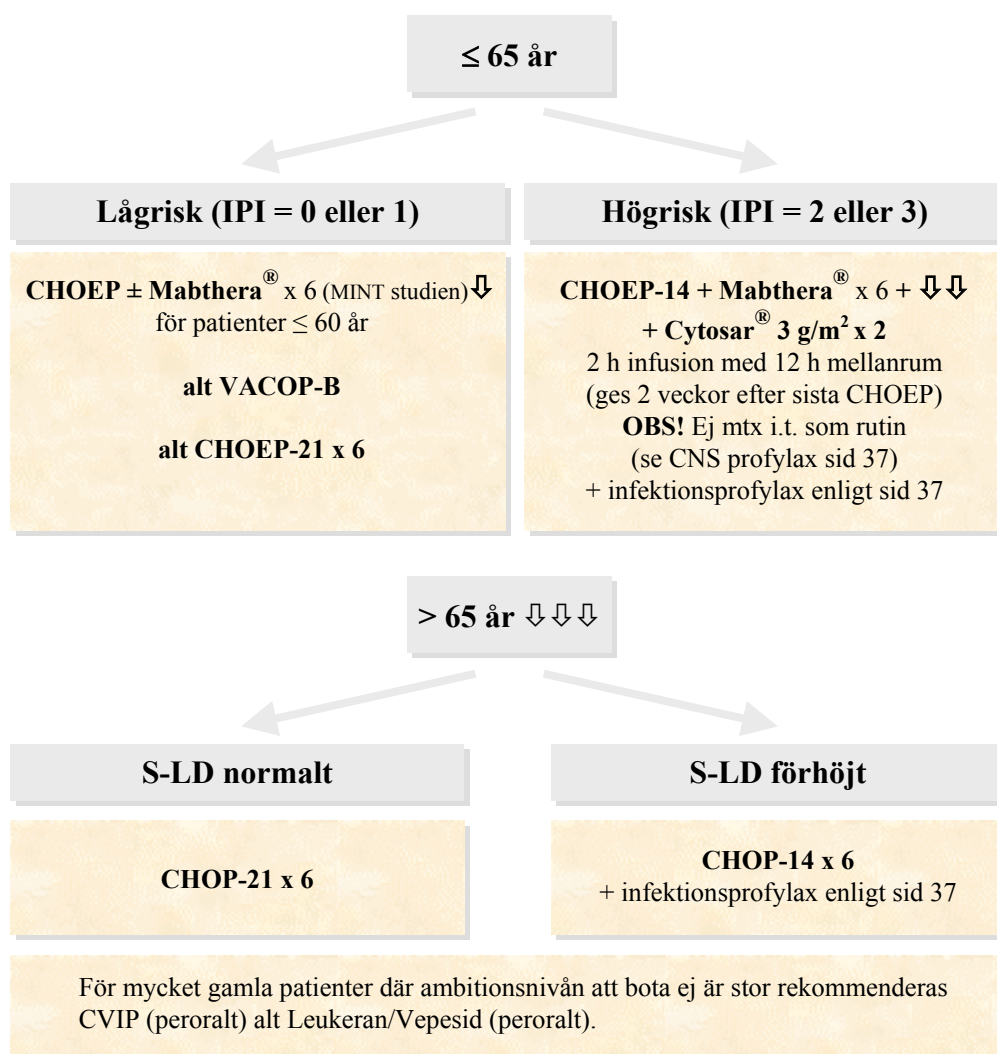 ≤ 65 år
Lågrisk (IPI = 0 eller 1)
CHOEP ± Mabthera® x 6 (MINT studien)⇩
för patienter ≤ 60 år
alt VACOP-B
alt CHOEP-21 x 6
Högrisk (IPI = 2 eller 3)
CHOEP-14 + Mabthera® x 6 + ⇩⇩
+ Cytosar® 3 g/m² x 2
2 h infusion med 12 h mellanrum
(ges 2 veckor efter sista CHOEP)
OBS! Ej mtx i.t. som rutin
(se CNS profylax sid 37)
+ infektionsprofylax enligt sid 37
> 65 år ⇩⇩⇩
S-LD normalt
CHOP-21 x 6
S-LD förhöjt
CHOP-14 x 6
+ infektionsprofylax enligt sid 37
För mycket gamla patienter där ambitionsnivån att bota ej är stor rekommenderas
CVIP (peroralt) alt Leukeran/Vepesid (peroralt).